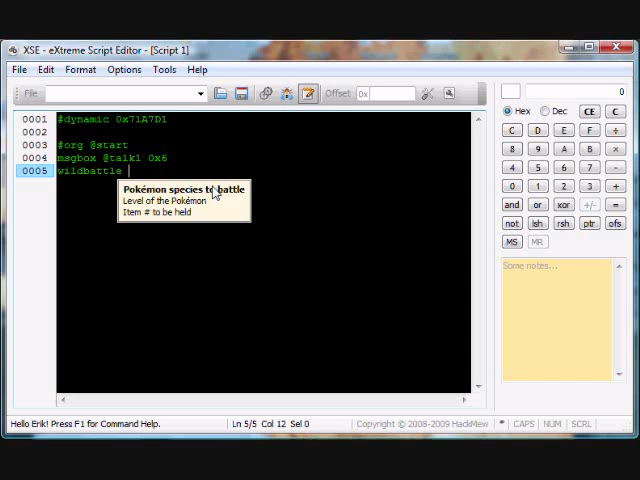 XSE - eXtreme Script Editor - [Script 1]
File Edit Format Options Tools Help
File Offset: 0x
0001 #dynamic 0x71A7D1
0002
0003 #org @start
0004 msgbox @talk1 0x6
0005 wildbattle
Pokémon species to battle
Level of the Pokémon
Item # to be held
0
Hex Dec CE C
C D E F
8 9 A B ÷
4 5 6 7 ×
0 1 2 3 -
and or xor +/- =
not lsh rsh ptr ofs
MS MR
Some notes...
Hello Erik! Press F1 for Command Help. Ln 5/5 Col 12 Sel 0 Copyright © 2008-2009 HackMew * CAPS NUM SCRL